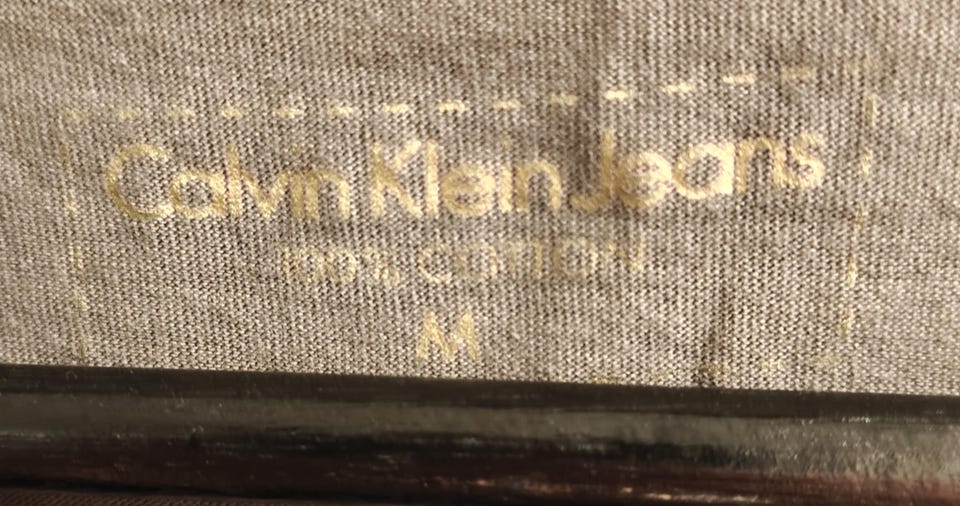 Calvin Klein Jeans
100% COTTON
M